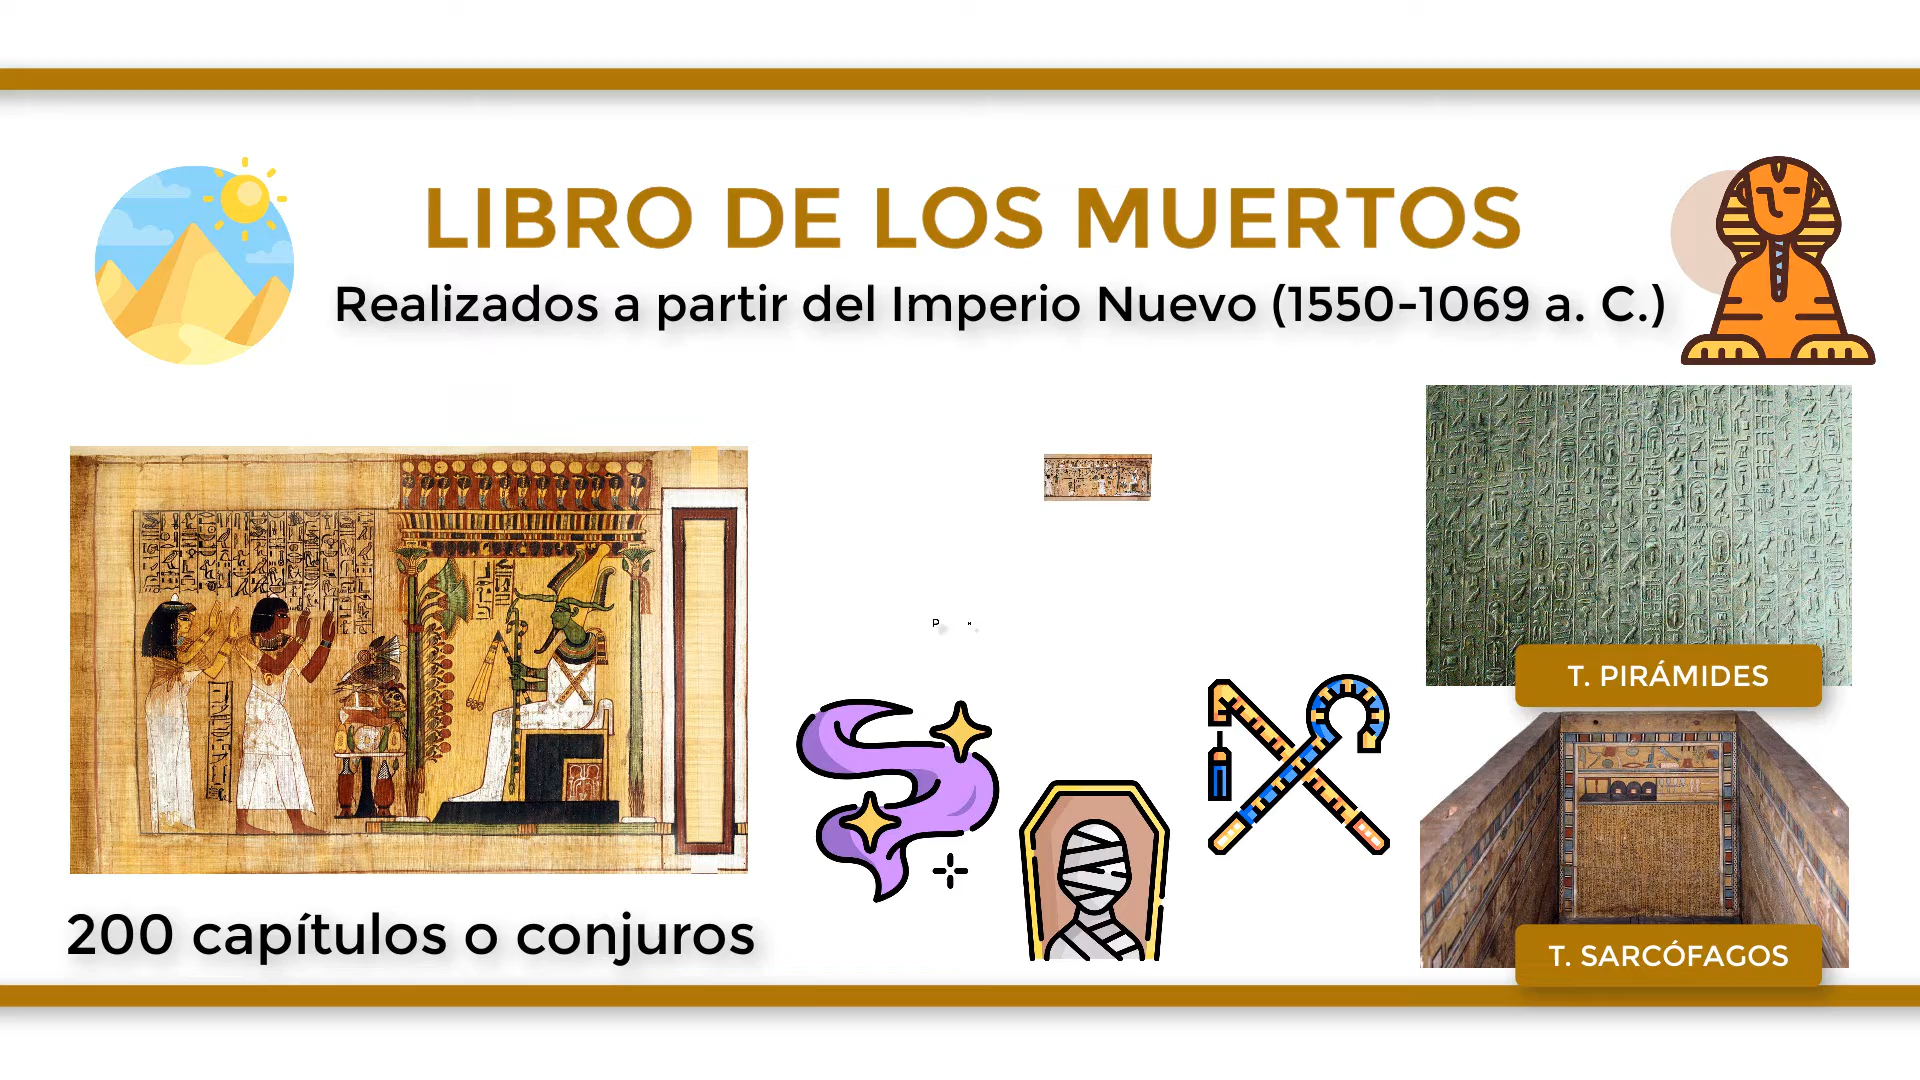 LIBRO DE LOS MUERTOS
Realizados a partir del Imperio Nuevo (1550-1069 a. C.)
T. PIRÁMIDES
200 capítulos o conjuros
T. SARCÓFAGOS